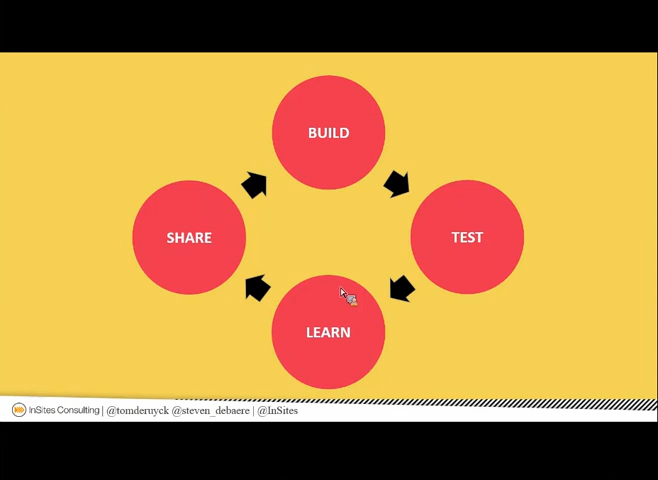 BUILD
SHARE
TEST
LEARN
InSites Consulting | @tomderuyck @steven_debaere | @InSites